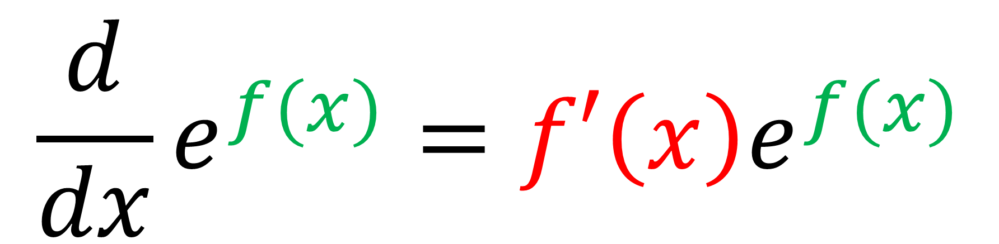 d/dx e^f(x) = f′(x)e^f(x)